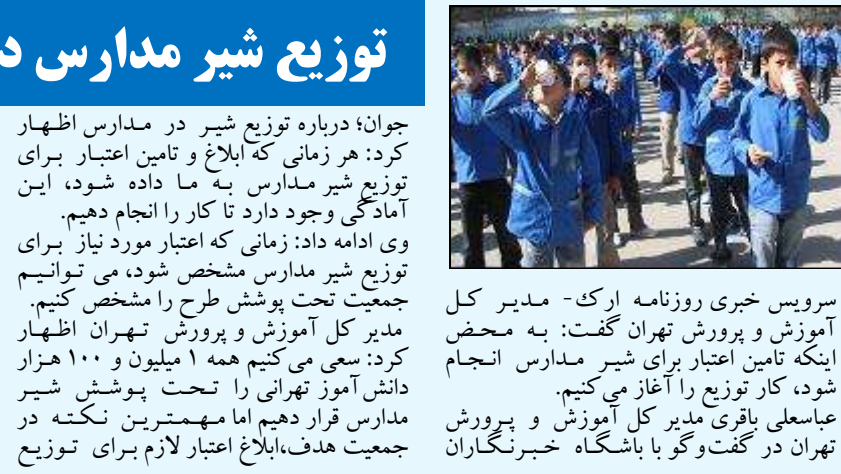 توزیع شیر مدارس
سرویس خبری روزنامه ارک- مدیر کل
آموزش و پرورش تهران گفت: به محض
اینکه تامین اعتبار برای شیر مدارس انجام
شود، کار توزیع را آغاز می‌کنیم.
عباسعلی باقری مدیر کل آموزش و پرورش
تهران در گفت‌وگو با باشگاه خبرنگاران
جوان؛ درباره توزیع شیر در مدارس اظهار
کرد: هر زمانی که ابلاغ و تامین اعتبار برای
توزیع شیر مدارس به ما داده شود، این
آمادگی وجود دارد تا کار را انجام دهیم.
وی ادامه داد: زمانی که اعتبار مورد نیاز برای
توزیع شیر مدارس مشخص شود، می توانیم
جمعیت تحت پوشش طرح را مشخص کنیم.
مدیر کل آموزش و پرورش تهران اظهار
کرد: سعی می‌کنیم همه ۱ میلیون و ۱۰۰ هزار
دانش‌آموز تهرانی را تحت پوشش شیر
مدارس قرار دهیم اما مهمترین نکته در
جمعیت هدف،ابلاغ اعتبار لازم برای توزیع